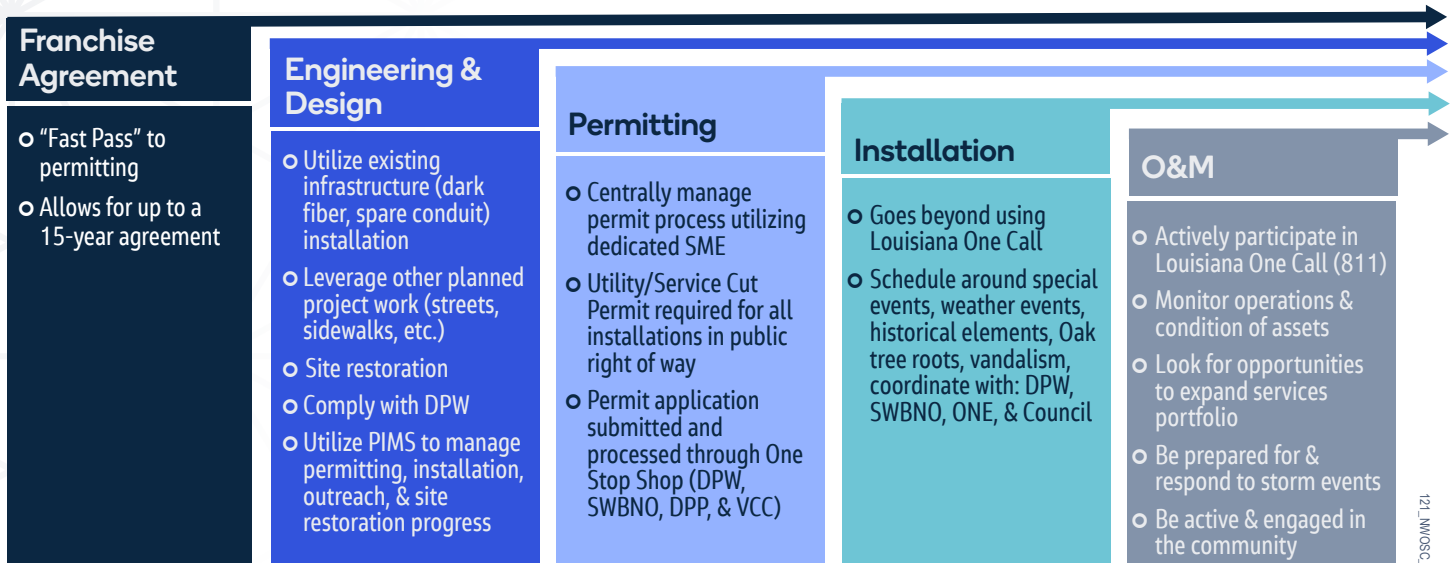 Franchise
Agreement
"Fast Pass" to
permitting
Allows for up to a
15-year agreement
Engineering &
Design
Utilize existing
infrastructure (dark
fiber, spare conduit)
installation
Leverage other planned
project work (streets,
sidewalks, etc.)
Site restoration
Comply with DPW
Utilize PIMS to manage
permitting, installation,
outreach, & site
restoration progress
Permitting
Centrally manage
permit process utilizing
dedicated SME
Utility/Service Cut
Permit required for all
installations in public
right of way
Permit application
submitted and
processed through One
Stop Shop (DPW,
SWBNO, DPP, & VCC)
Installation
Goes beyond using
Louisiana One Call
Schedule around special
events, weather events,
historical elements, Oak
tree roots, vandalism,
coordinate with: DPW,
SWBNO, ONE, & Council
O&M
Actively participate in
Louisiana One Call (811)
Monitor operations &
condition of assets
Look for opportunities
to expand services
portfolio
Be prepared for &
respond to storm events
Be active & engaged in
the community
121_NWOSC_